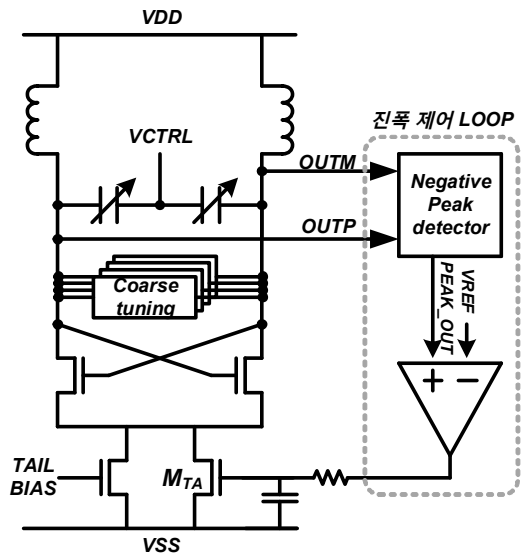 VDD
진폭 제어 LOOP
VCTRL
OUTM
Negative
Peak
detector
OUTP
Coarse
tuning
PEAK_OUT
VREF
+ −
TAIL
BIAS
MTA
VSS